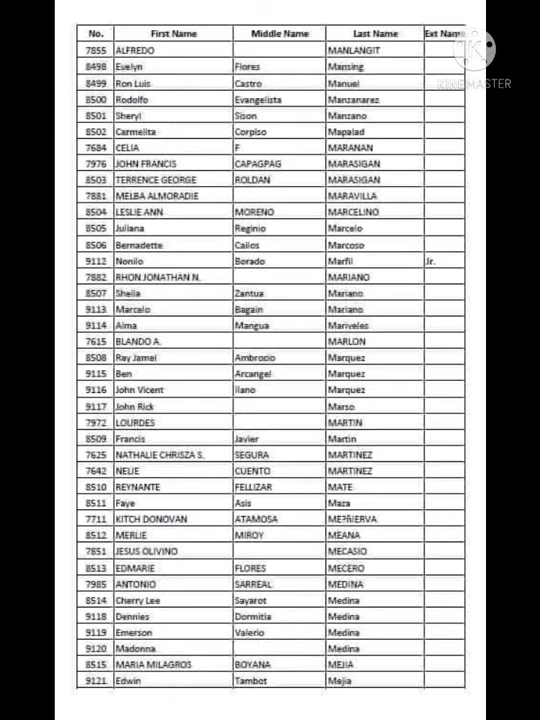 No. First Name Middle Name Last Name Ext Name
KINEMASTER
7855 ALFREDO MANLANGIT
8498 Evelyn Flores Mansing
8499 Ron Luis Castro Manuel
8500 Rodolfo Evangelista Manzanarez
8501 Sheryl Sison Manzano
8502 Carmelita Corpiso Mapalad
7684 CELIA F MARANAN
7976 JOHN FRANCIS CAPAGPAG MARASIGAN
8503 TERRENCE GEORGE ROLDAN MARASIGAN
7881 MELBA ALMORADIE MARAVILLA
8504 LESLIE ANN MORENO MARCELINO
8505 Juliana Reginio Marcelo
8506 Bernadette Cailos Marcoso
9112 Nonilo Borado Marfil Jr.
7882 RHON JONATHAN N. MARIANO
8507 Sheila Zantua Mariano
9113 Marcelo Bagain Mariano
9114 Alma Mangua Mariveles
7615 BLANDO A. MARLON
8508 Ray Jamel Ambrocio Marquez
9115 Ben Arcangel Marquez
9116 John Vicent Ilano Marquez
9117 John Rick Marso
7972 LOURDES MARTIN
8509 Francis Javier Martin
7625 NATHALIE CHRISZA S. SEGURA MARTINEZ
7642 NELIE CUENTO MARTINEZ
8510 REYNANTE FELLIZAR MATE
8511 Faye Asis Maza
7711 KITCH DONOVAN ATAMOSA ME?ñIERVA
8512 MERLIE MIROY MEANA
7851 JESUS OLIVINO MECASIO
8513 EDMARIE FLORES MECERO
7985 ANTONIO SARREAL MEDINA
8514 Cherry Lee Sayarot Medina
9118 Dennies Dormitia Medina
9119 Emerson Valerio Medina
9120 Madonna Medina
8515 MARIA MILAGROS BOYANA MEJIA
9121 Edwin Tambot Mejia